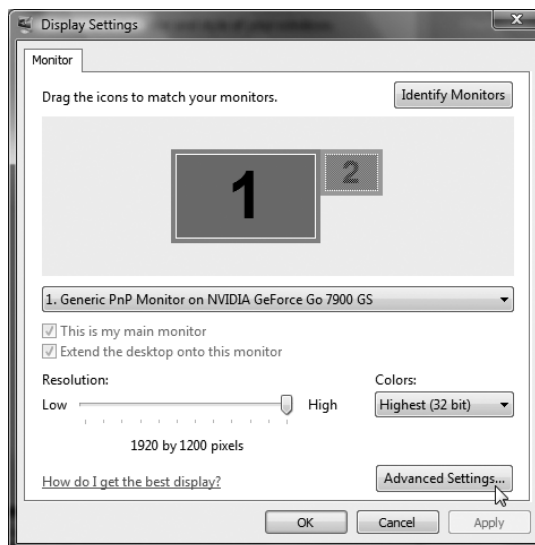 Display Settings
Monitor
Drag the icons to match your monitors.
Identify Monitors
1
2
1. Generic PnP Monitor on NVIDIA GeForce Go 7900 GS
This is my main monitor
Extend the desktop onto this monitor
Resolution:
Colors:
Low
High
Highest (32 bit)
1920 by 1200 pixels
How do I get the best display?
Advanced Settings...
OK
Cancel
Apply